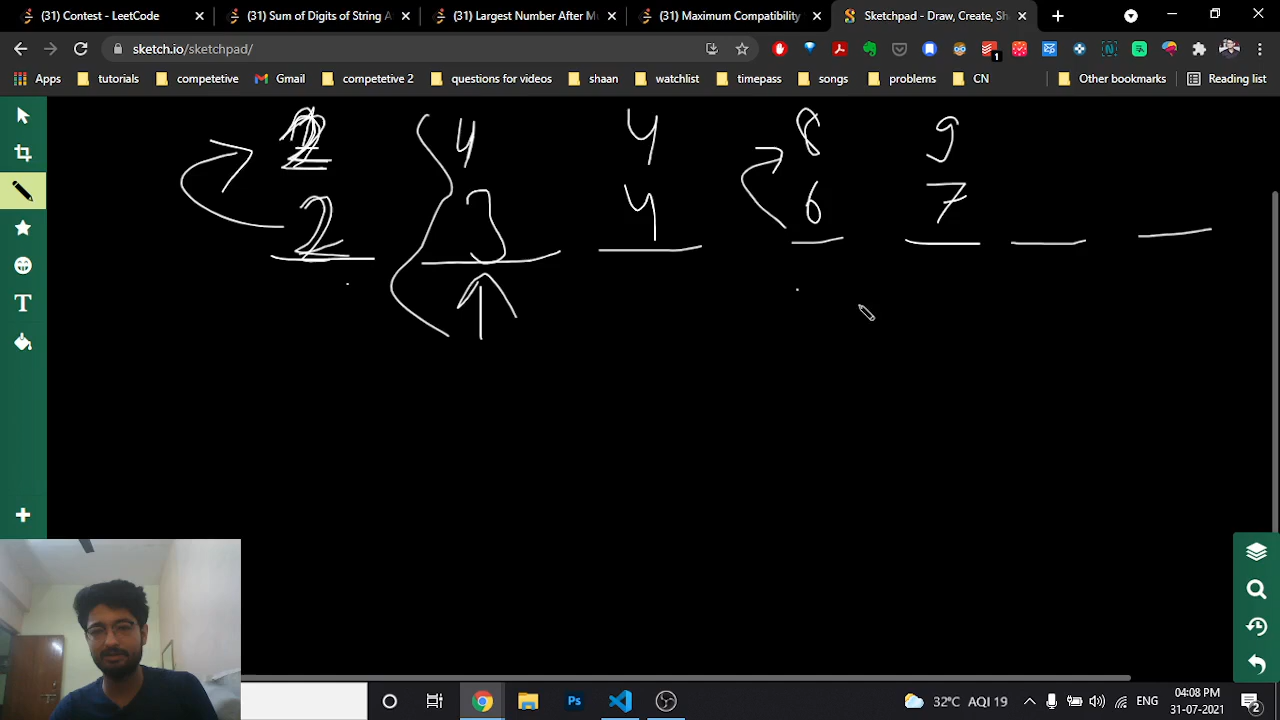 (31) Contest - LeetCode
(31) Sum of Digits of String A
(31) Largest Number After Mu
(31) Maximum Compatibility
Sketchpad - Draw, Create, Sh
sketch.io/sketchpad/
1
Apps tutorials competetive Gmail competetive 2 questions for videos shaan watchlist timepass songs problems CN Other bookmarks Reading list
4 4 8 9
2 3 4 6 7
T
Ps
32°C AQI 19
ENG
04:08 PM
31-07-2021
2